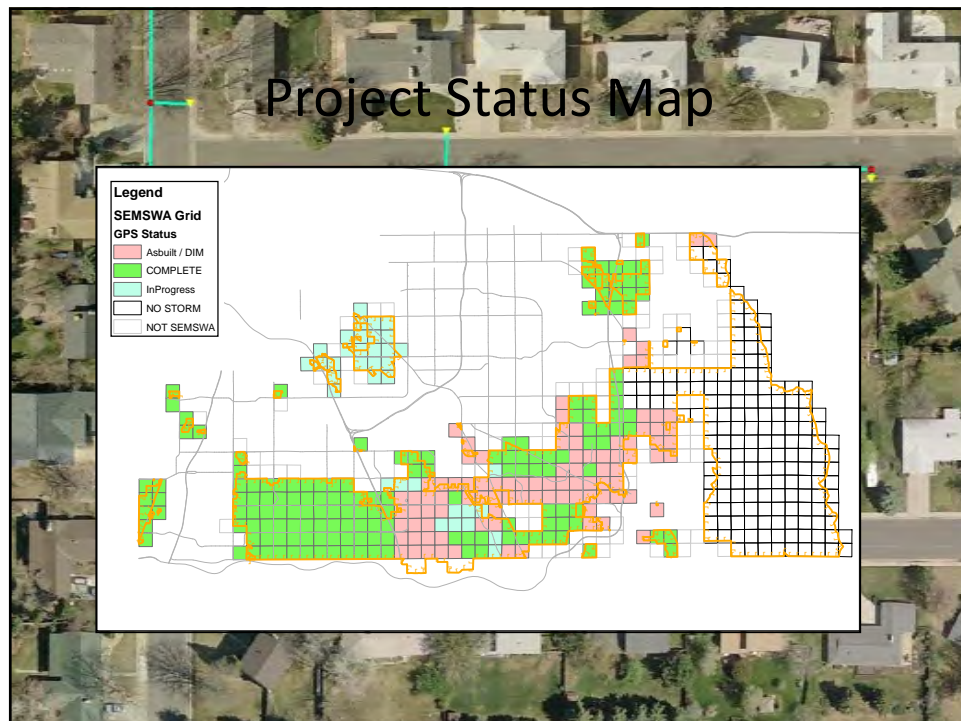 Project Status Map
Legend
SEMSWA Grid
GPS Status
Asbuilt / DIM
COMPLETE
InProgress
NO STORM
NOT SEMSWA